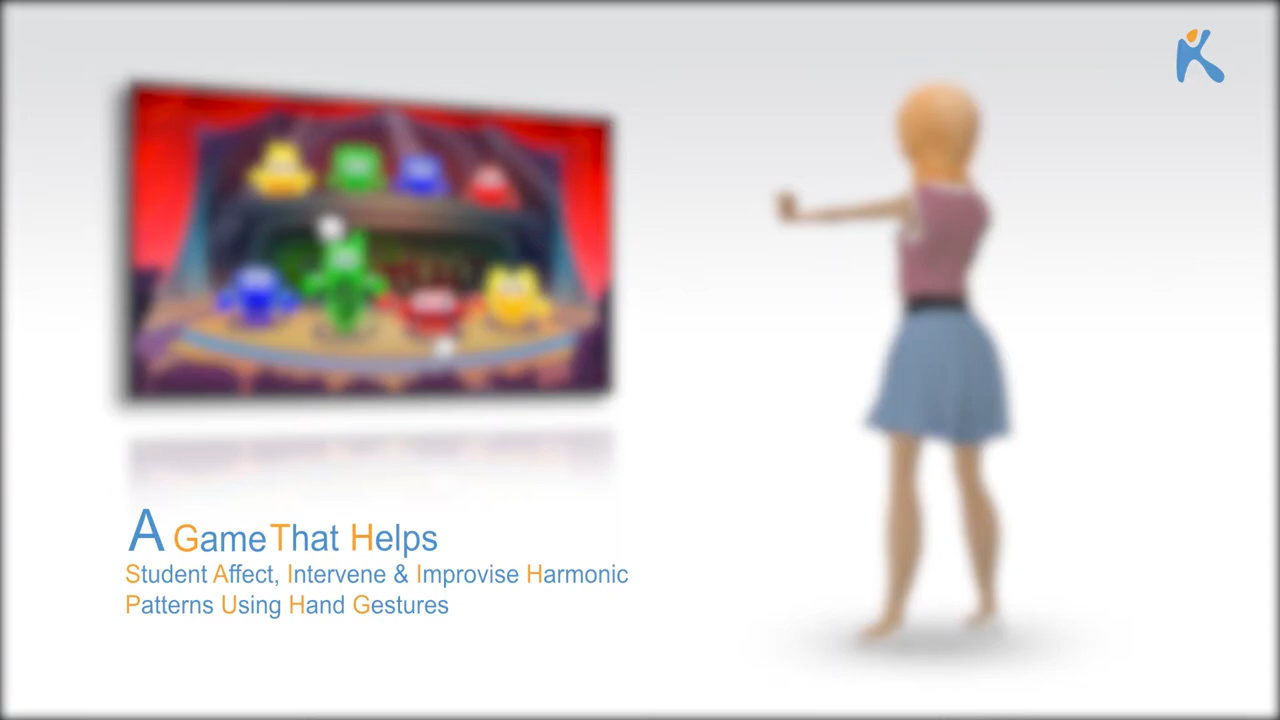 A Game That Helps
Student Affect, Intervene & Improvise Harmonic
Patterns Using Hand Gestures